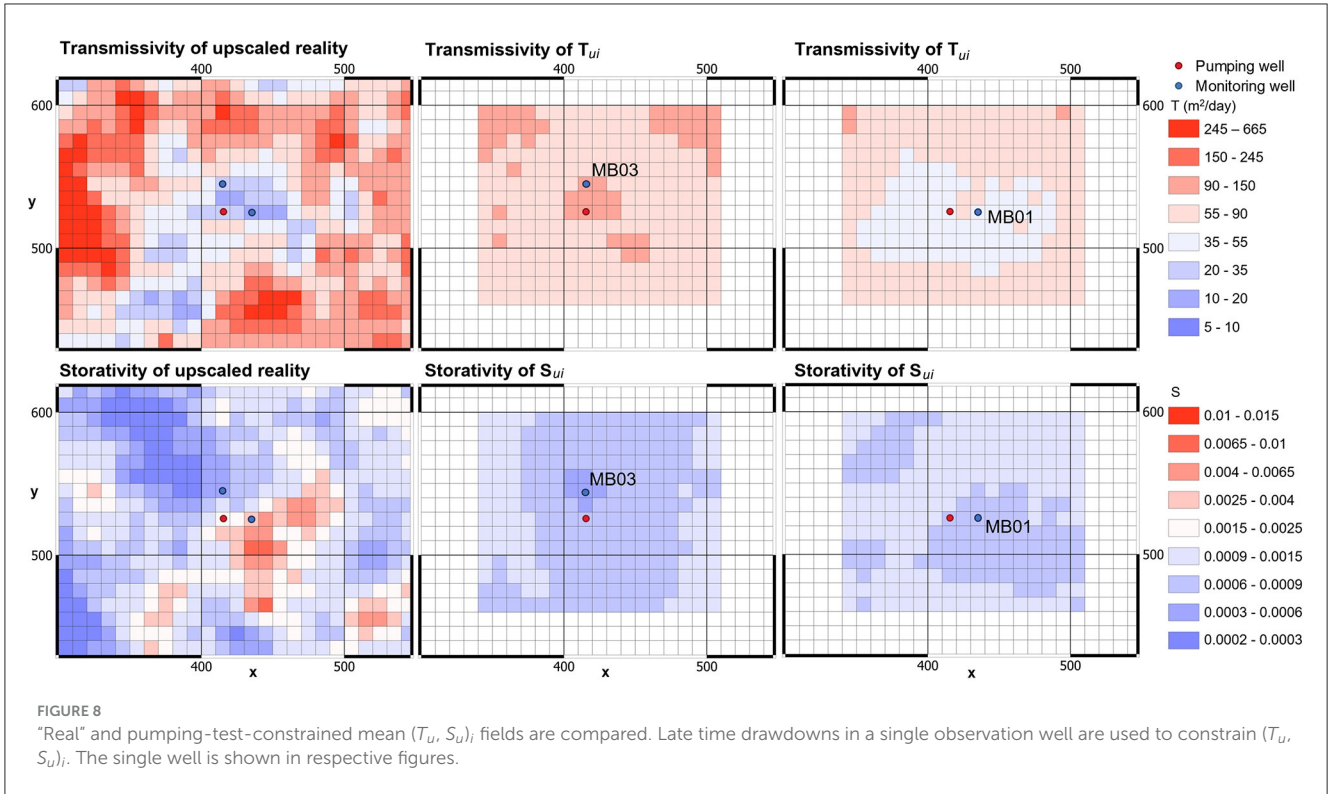 Transmissivity of upscaled reality
Transmissivity of Tui
Transmissivity of Tui
400 500
400 500
400 500
600
500
y
MB03
MB01
600
500
Pumping well
Monitoring well
T (m²/day)
245 – 665
150 - 245
90 - 150
55 - 90
35 - 55
20 - 35
10 - 20
5 - 10
Storativity of upscaled reality
Storativity of Sui
Storativity of Sui
600
y
500
MB03
MB01
600
500
400 500
x
400 500
x
400 500
x
S
0.01 - 0.015
0.0065 - 0.01
0.004 - 0.0065
0.0025 - 0.004
0.0015 - 0.0025
0.0009 - 0.0015
0.0006 - 0.0009
0.0003 - 0.0006
0.0002 - 0.0003
FIGURE 8
"Real" and pumping-test-constrained mean (Tu, Su)i fields are compared. Late time drawdowns in a single observation well are used to constrain (Tu,
Su)i. The single well is shown in respective figures.